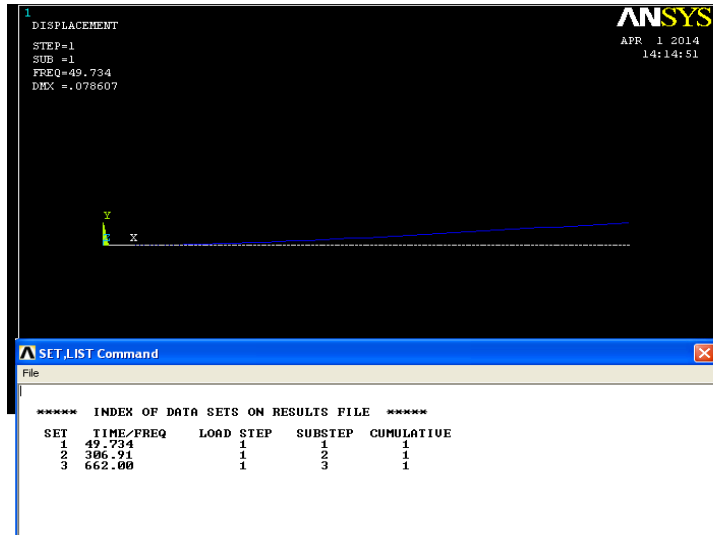 1
DISPLACEMENT
STEP=1
SUB =1
FREQ=49.734
DMX =.078607
ANSYS
APR 1 2014
14:14:51
Y
X
SET,LIST Command
File
***** INDEX OF DATA SETS ON RESULTS FILE *****
SET TIME/FREQ LOAD STEP SUBSTEP CUMULATIVE
1 49.734 1 1 1
2 306.91 1 2 1
3 662.00 1 3 1